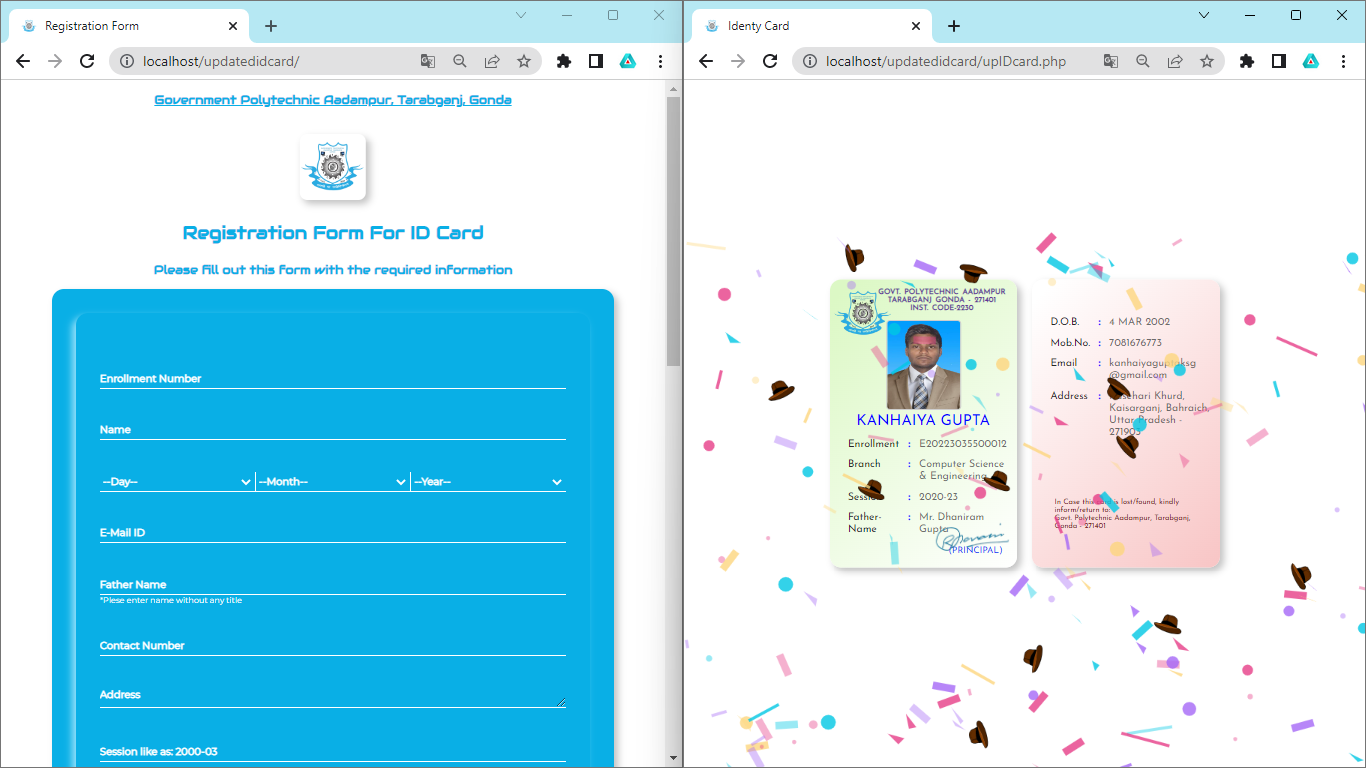 Registration Form
localhost/updatedidcard/
Government Polytechnic Aadampur, Tarabganj, Gonda
Registration Form For ID Card
Please fill out this form with the required information
Enrollment Number
Name
--Day-- --Month-- --Year--
E-Mail ID
Father Name
*Plese enter name without any title
Contact Number
Address
Session like as: 2000-03
Identy Card
localhost/updatedidcard/upIDcard.php
GOVT. POLYTECHNIC AADAMPUR
TARABGANJ GONDA - 271401
INST. CODE-2230
KANHAIYA GUPTA
Enrollment : E20223035500012
Branch : Computer Science
& Engineering
Session : 2020-23
Father- : Mr. Dhaniram
Name Gupta
(PRINCIPAL)
D.O.B. : 4 MAR 2002
Mob.No. : 7081676773
Email : kanhaiyaguptaksg
@gmail.com
Address : Khurd,
Kaisarganj, Bahraich,
Uttar Pradesh -
271903
In Case this card is lost/found, kindly
inform/return to:
Govt. Polytechnic Aadampur, Tarabganj,
Gonda - 271401